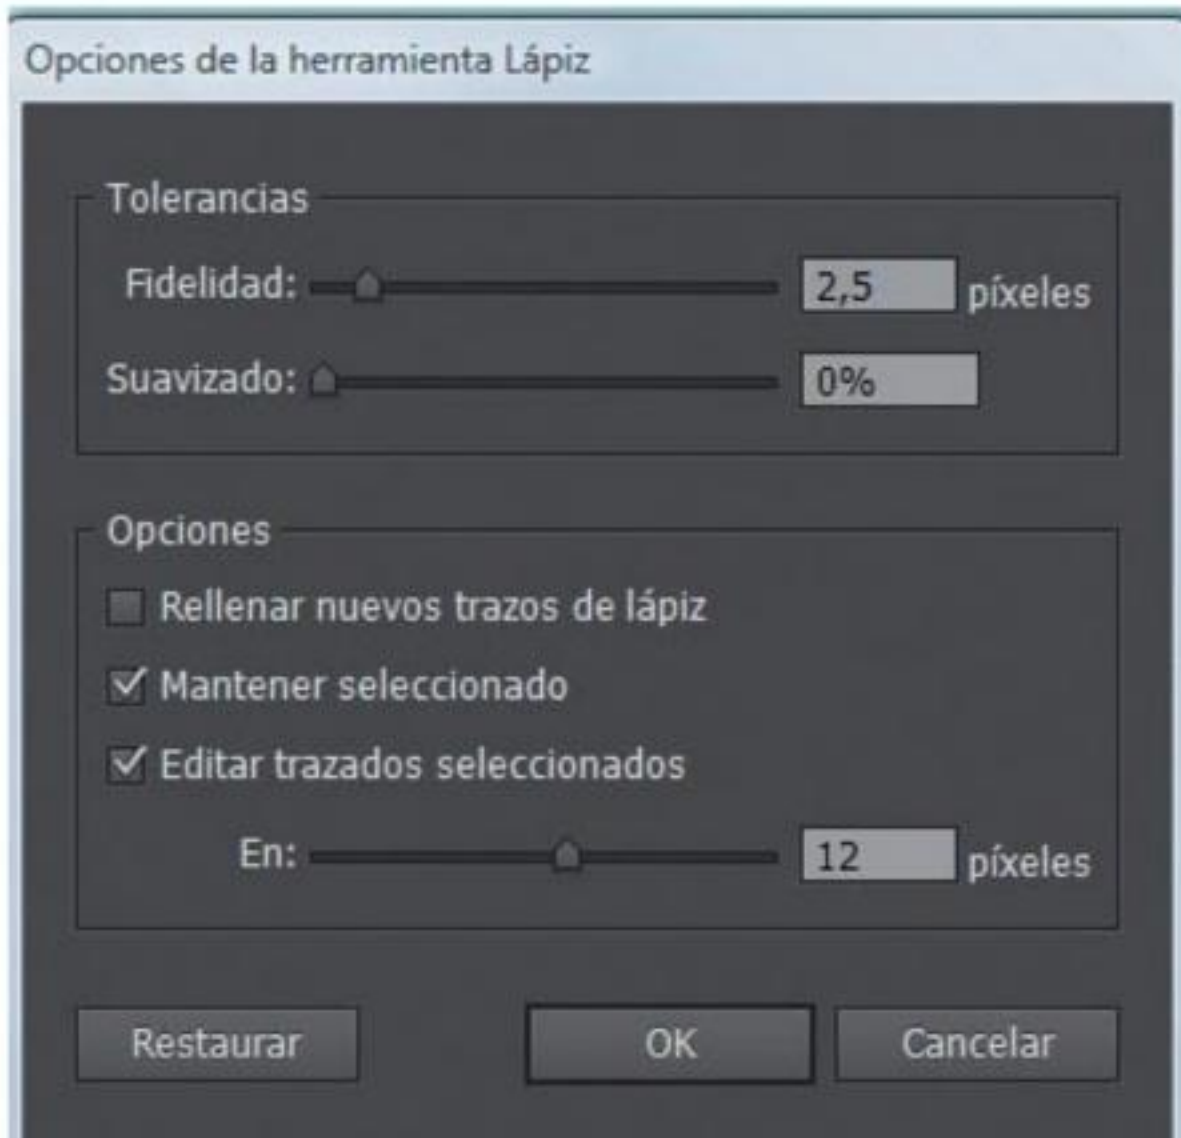 Opciones de la herramienta Lápiz
Tolerancias
Fidelidad: 2,5 píxeles
Suavizado: 0%
Opciones
Rellenar nuevos trazos de lápiz
Mantener seleccionado
Editar trazados seleccionados
En: 12 píxeles
Restaurar OK Cancelar